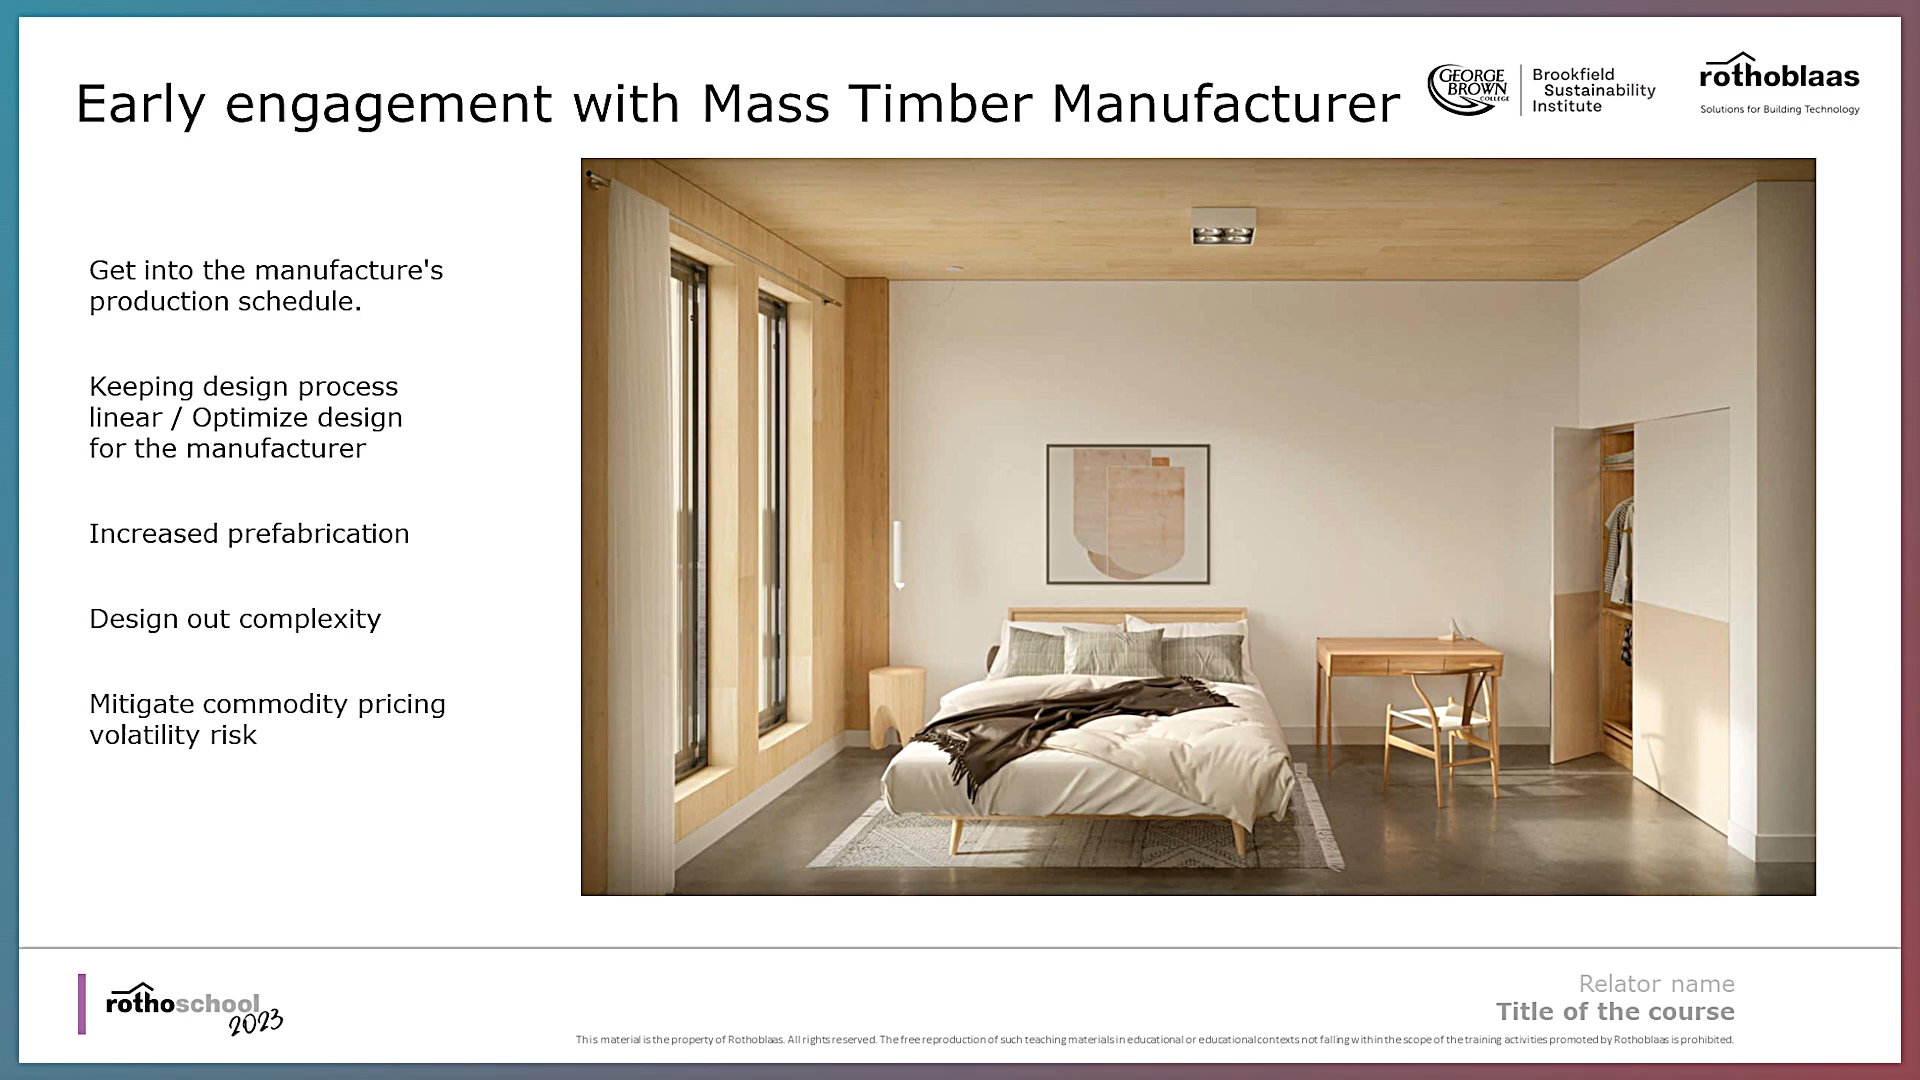 Early engagement with Mass Timber Manufacturer
GEORGE
BROWN
COLLEGE
Brookfield
Sustainability
Institute
rothoblaas
Solutions for Building Technology
Get into the manufacture's
production schedule.
Keeping design process
linear / Optimize design
for the manufacturer
Increased prefabrication
Design out complexity
Mitigate commodity pricing
volatility risk
rothoschool
2023
Relator name
Title of the course
This material is the property of Rothoblaas. All rights reserved. The free reproduction of such teaching materials in educational or educational contexts not falling within the scope of the training activities promoted by Rothoblaas is prohibited.